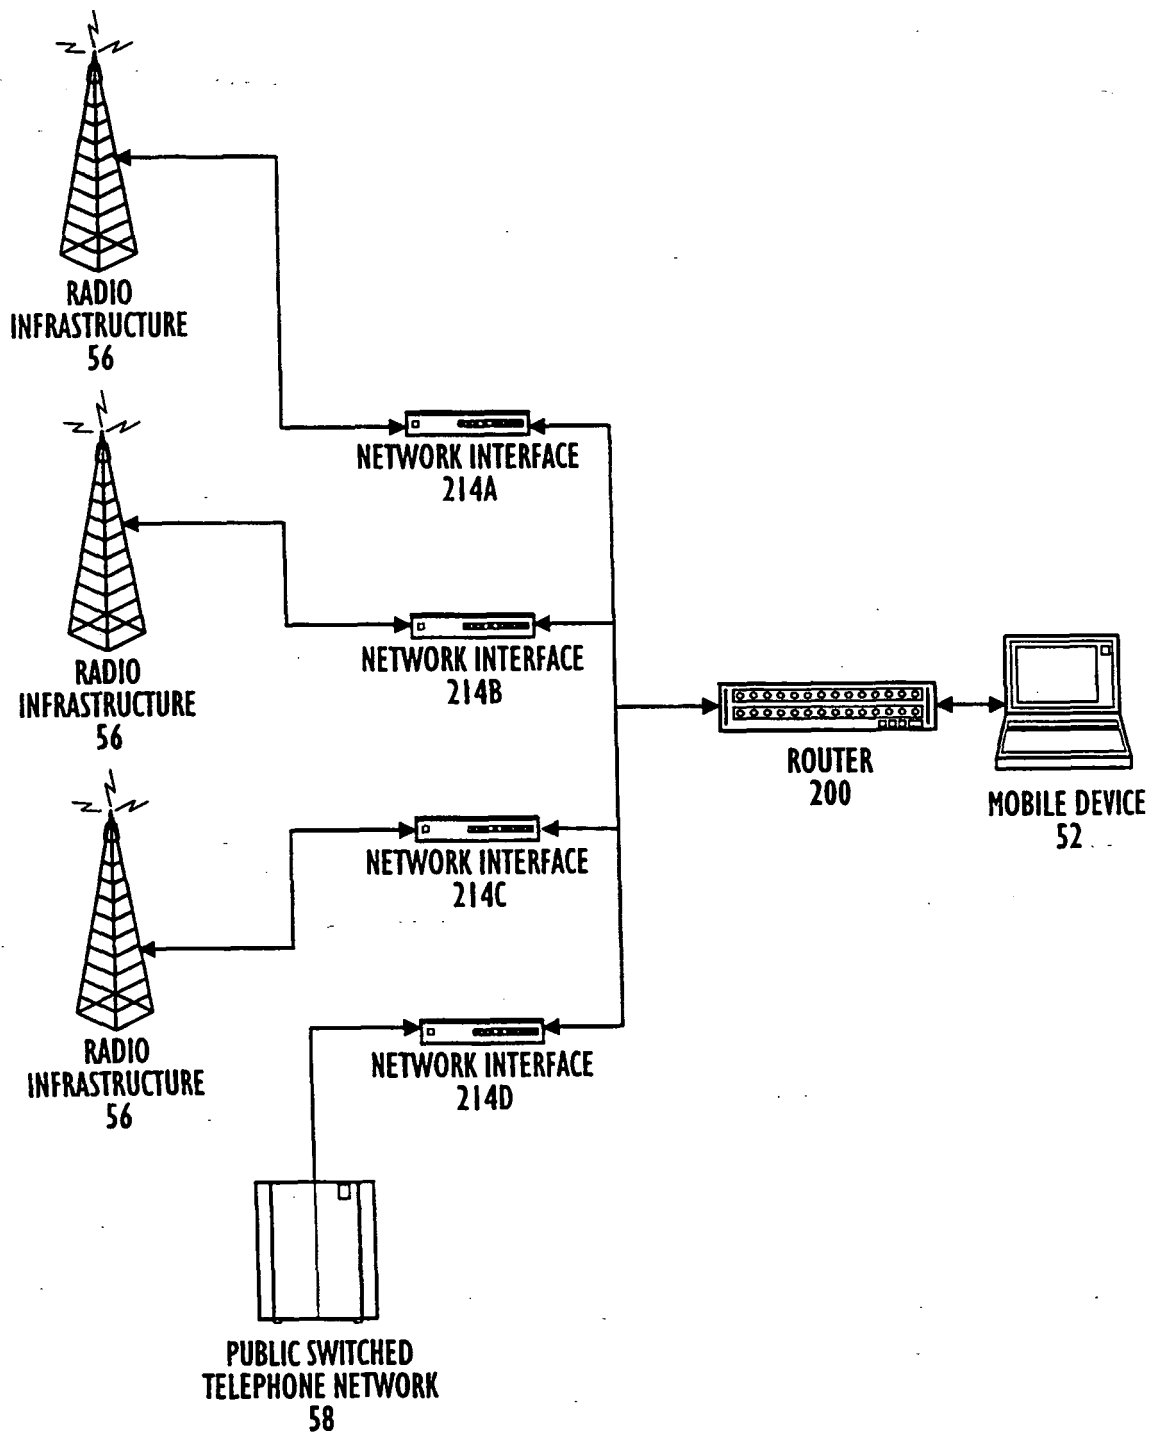 RADIO
INFRASTRUCTURE
56
NETWORK INTERFACE
214A
RADIO
INFRASTRUCTURE
56
NETWORK INTERFACE
214B
ROUTER
200
MOBILE DEVICE
52
NETWORK INTERFACE
214C
RADIO
INFRASTRUCTURE
56
NETWORK INTERFACE
214D
PUBLIC SWITCHED
TELEPHONE NETWORK
58